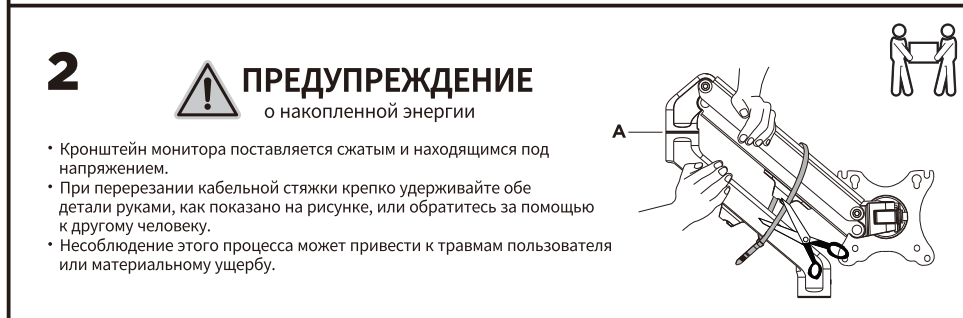 2
ПРЕДУПРЕЖДЕНИЕ
о накопленной энергии
• Кронштейн монитора поставляется сжатым и находящимся под
напряжением.
• При перерезании кабельной стяжки крепко удерживайте обе
детали руками, как показано на рисунке, или обратитесь за помощью
к другому человеку.
• Несоблюдение этого процесса может привести к травмам пользователя
или материальному ущербу.
A